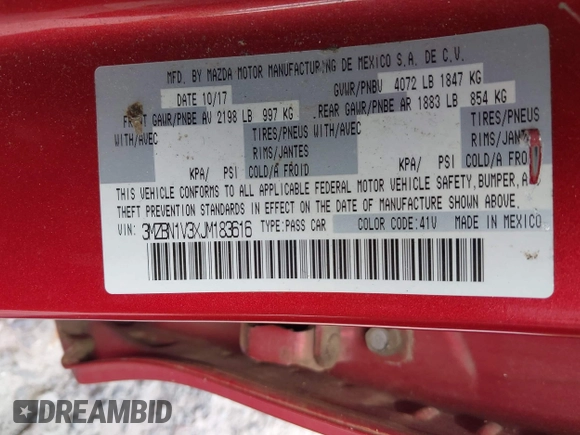 MFD. BY MAZDA MOTOR MANUFACTURING DE MEXICO S.A. DE C.V.
DATE 10/17 GVWR/PNBV 4072 LB 1847 KG
FRONT GAWR/PNBE AV 2198 LB 997 KG REAR GAWR/PNBE AR 1883 LB 854 KG
WITH/AVEC TIRES/PNEUS WITH/AVEC TIRES/PNEUS
RIMS/JANTES RIMS/JANTES
KPA/ PSI COLD/A FROID KPA/ PSI COLD/A FROID
THIS VEHICLE CONFORMS TO ALL APPLICABLE FEDERAL MOTOR VEHICLE SAFETY, BUMPER, A
THEFT PREVENTION STANDARDS IN EFFECT ON THE DATE OF MANUFACTURE SHOWN ABOVE.
VIN: 3MZBN1V3XJM183616 TYPE:PASS CAR COLOR CODE:41V MADE IN MEXICO
DREAMBID